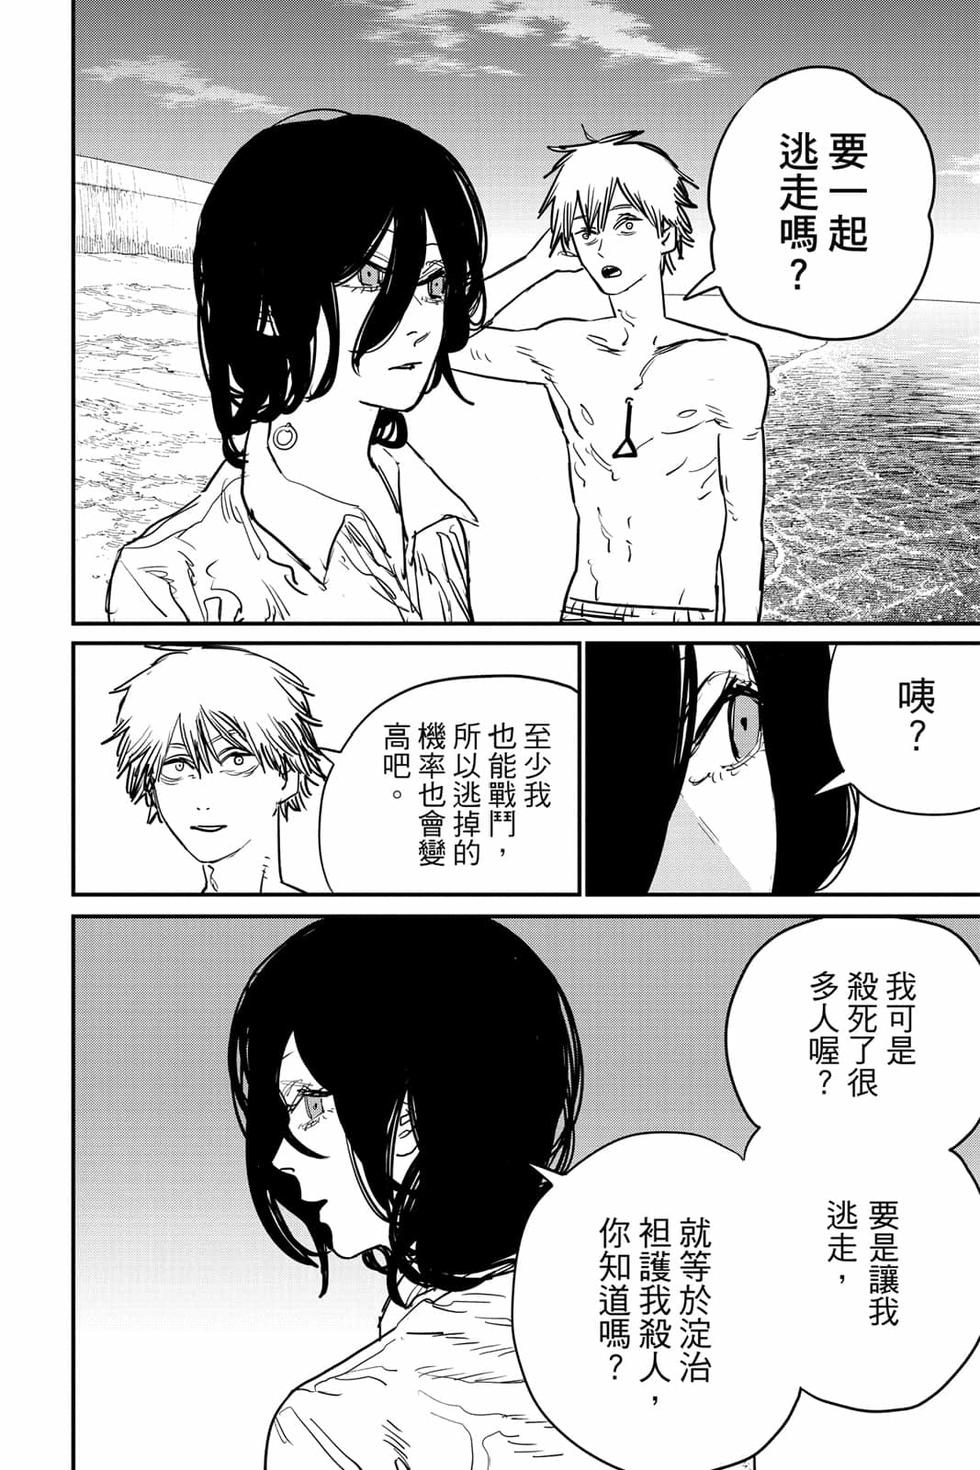 要一起
逃走嗎？
咦？
至少我
也能戰鬥，
所以逃掉的
機率也會變
高吧。
我可是
殺死了很
多人喔？
要是讓我
逃走，
就等於淀治
袒護我殺人，
你知道嗎？